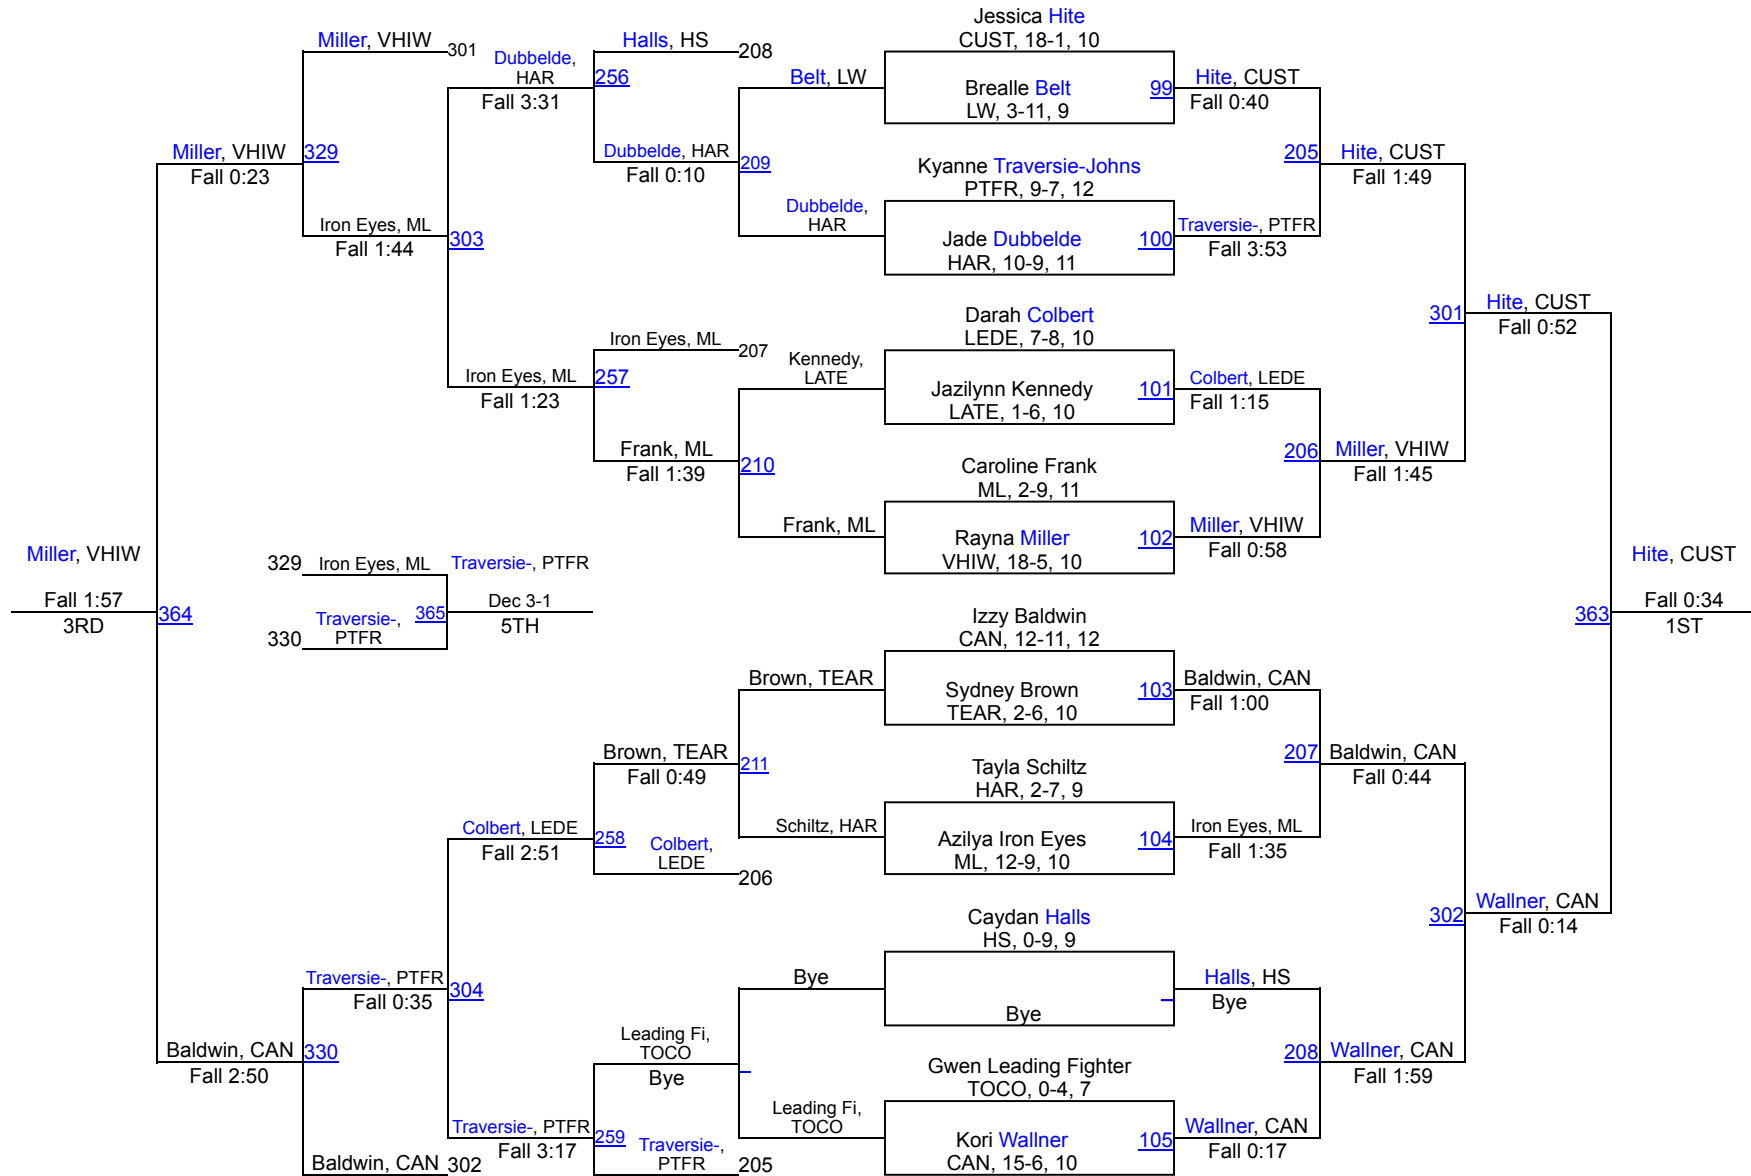 Jessica Hite
CUST, 18-1, 10
Miller, VHIW
301
Halls, HS
208
Dubbelde,
HAR
256
Fall 3:31
Belt, LW
Brealle Belt
LW, 3-11, 9
99
Hite, CUST
Fall 0:40
Miller, VHIW
329
Fall 0:23
Dubbelde, HAR
209
Fall 0:10
Kyanne Traversie-Johns
PTFR, 9-7, 12
205
Hite, CUST
Fall 1:49
Iron Eyes, ML
303
Fall 1:44
Dubbelde,
HAR
Jade Dubbelde
HAR, 10-9, 11
100
Traversie-, PTFR
Fall 3:53
Darah Colbert
LEDE, 7-8, 10
301
Hite, CUST
Fall 0:52
Iron Eyes, ML
207
Iron Eyes, ML
257
Fall 1:23
Kennedy,
LATE
Jazilynn Kennedy
LATE, 1-6, 10
101
Colbert, LEDE
Fall 1:15
Frank, ML
210
Fall 1:39
Caroline Frank
ML, 2-9, 11
206
Miller, VHIW
Fall 1:45
Frank, ML
Rayna Miller
VHIW, 18-5, 10
102
Miller, VHIW
Fall 0:58
Miller, VHIW
Fall 1:57
3RD
364
329
Iron Eyes, ML
Traversie-, PTFR
330
Traversie-,
PTFR
365
Dec 3-1
5TH
Hite, CUST
363
Fall 0:34
1ST
Izzy Baldwin
CAN, 12-11, 12
Brown, TEAR
Sydney Brown
TEAR, 2-6, 10
103
Baldwin, CAN
Fall 1:00
Brown, TEAR
211
Fall 0:49
Tayla Schiltz
HAR, 2-7, 9
207
Baldwin, CAN
Fall 0:44
Colbert, LEDE
258
Fall 2:51
Colbert,
LEDE
206
Schiltz, HAR
Azilya Iron Eyes
ML, 12-9, 10
104
Iron Eyes, ML
Fall 1:35
Caydan Halls
HS, 0-9, 9
302
Wallner, CAN
Fall 0:14
Traversie-, PTFR
304
Fall 0:35
Bye
Bye
Halls, HS
Bye
Baldwin, CAN
330
Fall 2:50
Leading Fi,
TOCO
Bye
Gwen Leading Fighter
TOCO, 0-4, 7
208
Wallner, CAN
Fall 1:59
Traversie-, PTFR
259
Fall 3:17
Traversie-,
PTFR
205
Leading Fi,
TOCO
Kori Wallner
CAN, 15-6, 10
105
Wallner, CAN
Fall 0:17
Baldwin, CAN
302